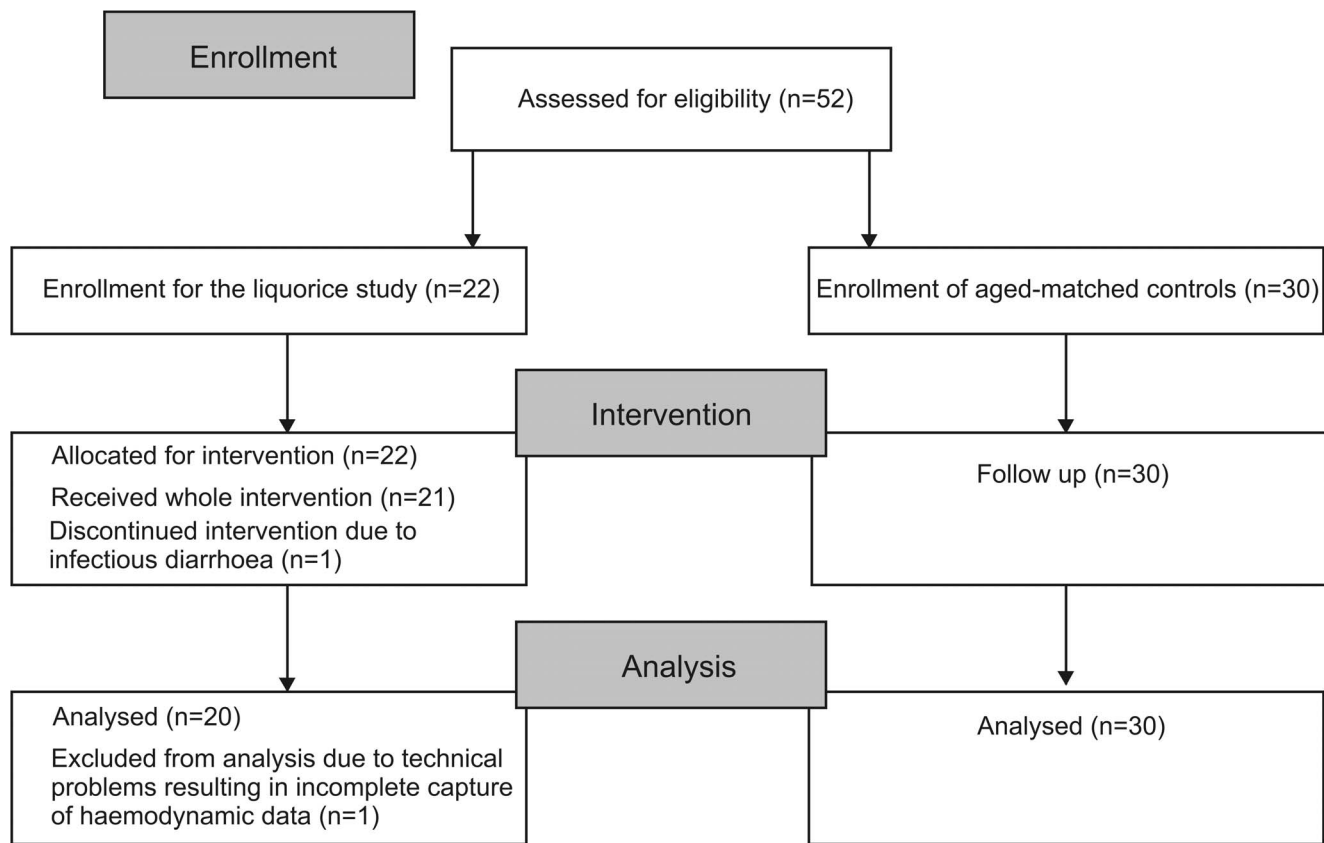 Enrollment
Assessed for eligibility (n=52)
Enrollment for the liquorice study (n=22)
Enrollment of aged-matched controls (n=30)
Intervention
Allocated for intervention (n=22)
Received whole intervention (n=21)
Discontinued intervention due to
infectious diarrhoea (n=1)
Follow up (n=30)
Analysis
Analysed (n=20)
Excluded from analysis due to technical
problems resulting in incomplete capture
of haemodynamic data (n=1)
Analysed (n=30)